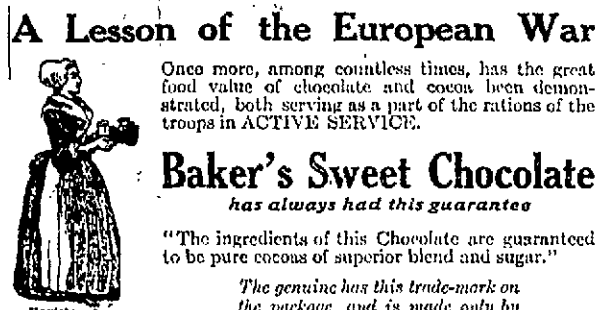 A Lesson of the European War
Once more, among countless times, has the great
food value of chocolate and cocoa been demon-
strated, both serving as a part of the rations of the
troops in ACTIVE SERVICE.
Baker's Sweet Chocolate
has always had this guarantee
"The ingredients of this Chocolate are guaranteed
to be pure cocoas of superior blend and sugar."
The genuine has this trade-mark on
the package, and is made only by